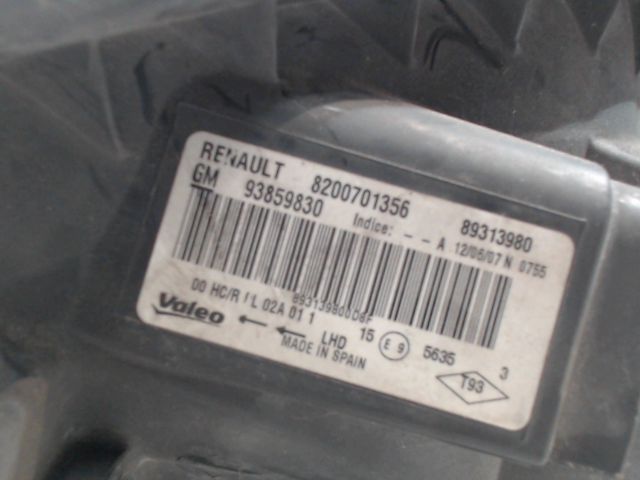 RENAULT 8200701356 89313980
GM 93859830 Indice: - - A 12/06/07 N 0755
89313980D08F
00 HC/R / L 02A 01 1 15 E 9 5635 3
Valeo LHD
MADE IN SPAIN T93